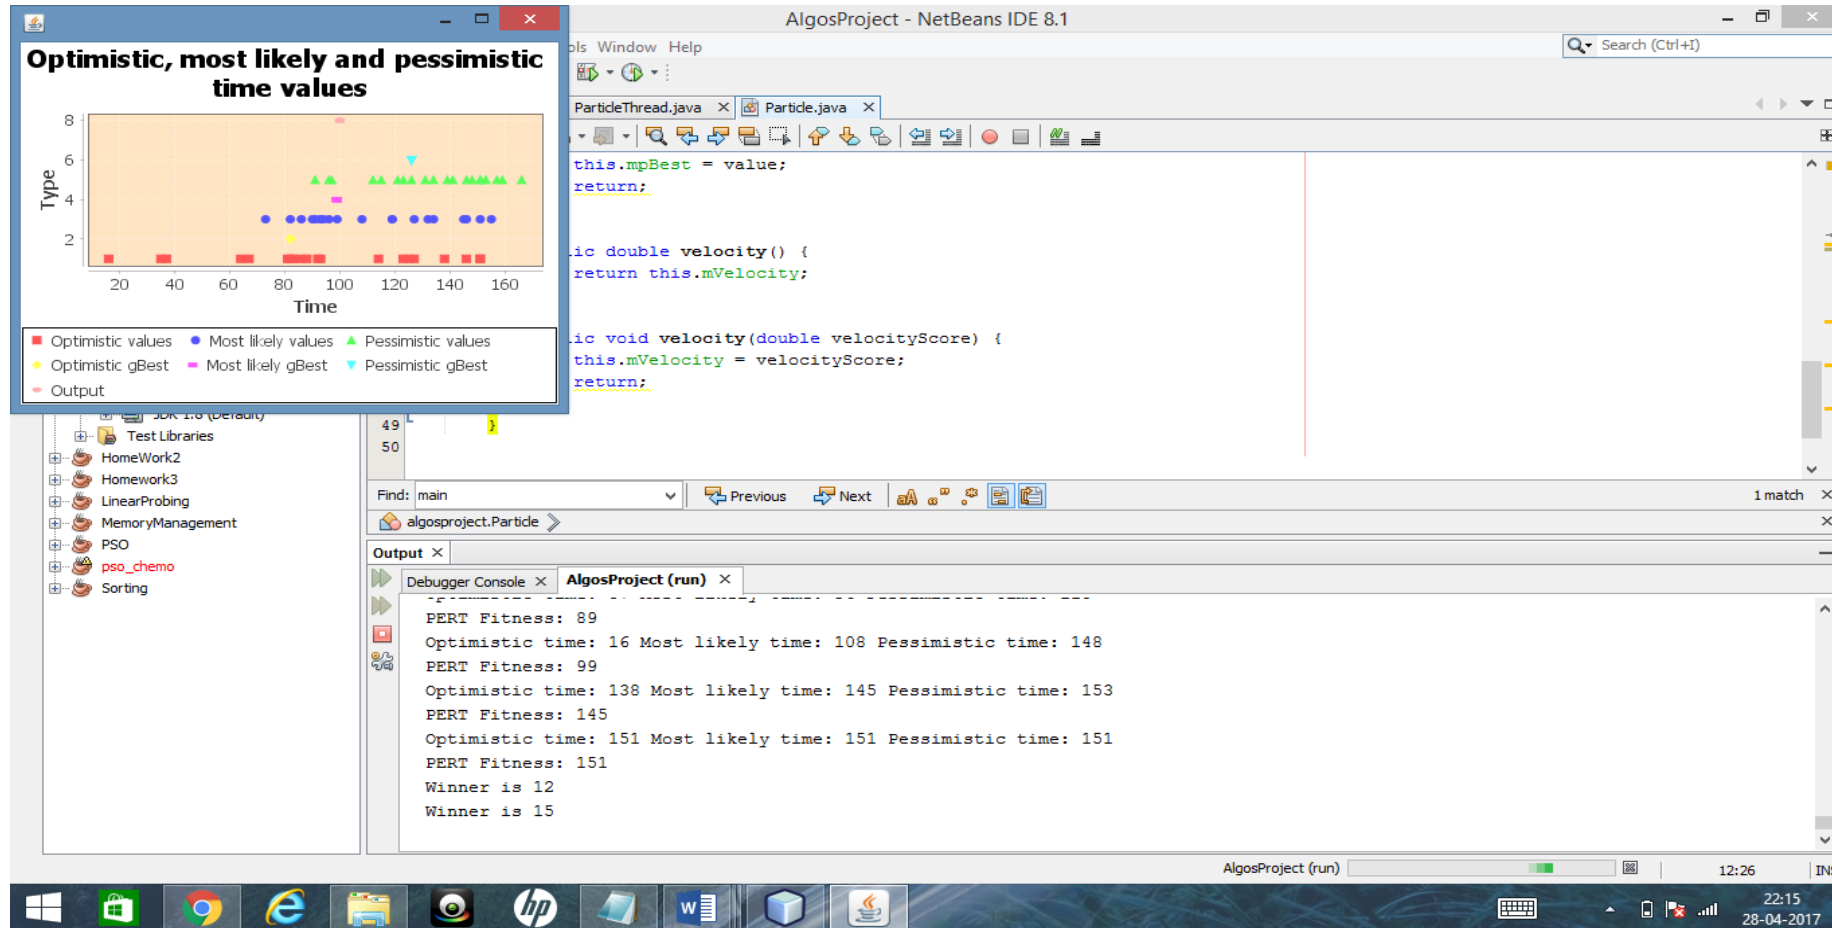 AlgosProject - NetBeans IDE 8.1
Window Help
Search (Ctrl+I)
Optimistic, most likely and pessimistic
time values
8
6
4
2
Type
20 40 60 80 100 120 140 160
Time
Optimistic values Most likely values Pessimistic values
Optimistic gBest Most likely gBest Pessimistic gBest
Output
ParticleThread.java Particle.java
this.mpBest = value;
return;
ic double velocity() {
return this.mVelocity;
ic void velocity(double velocityScore) {
this.mVelocity = velocityScore;
return;
49 }
50
JDK 1.8 (Default)
Test Libraries
HomeWork2
Homework3
LinearProbing
MemoryManagement
PSO
pso_chemo
Sorting
Find: main Previous Next 1 match
algosproject.Particle
Output
Debugger Console AlgosProject (run)
PERT Fitness: 89
Optimistic time: 16 Most likely time: 108 Pessimistic time: 148
PERT Fitness: 99
Optimistic time: 138 Most likely time: 145 Pessimistic time: 153
PERT Fitness: 145
Optimistic time: 151 Most likely time: 151 Pessimistic time: 151
PERT Fitness: 151
Winner is 12
Winner is 15
AlgosProject (run) 12:26 IN
22:15
28-04-2017